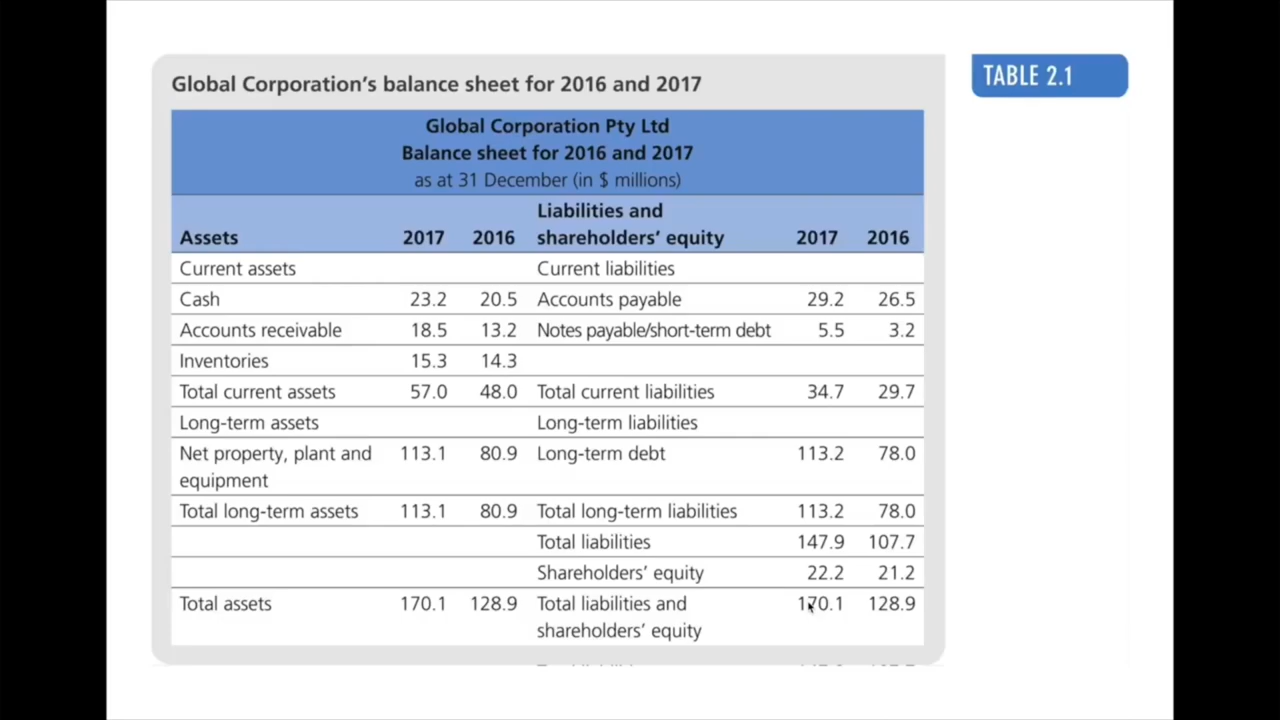 Global Corporation's balance sheet for 2016 and 2017
TABLE 2.1
Global Corporation Pty Ltd
Balance sheet for 2016 and 2017
as at 31 December (in $ millions)
Assets 2017 2016 Liabilities and shareholders' equity 2017 2016
Current assets Current liabilities
Cash 23.2 20.5 Accounts payable 29.2 26.5
Accounts receivable 18.5 13.2 Notes payable/short-term debt 5.5 3.2
Inventories 15.3 14.3
Total current assets 57.0 48.0 Total current liabilities 34.7 29.7
Long-term assets Long-term liabilities
Net property, plant and equipment 113.1 80.9 Long-term debt 113.2 78.0
Total long-term assets 113.1 80.9 Total long-term liabilities 113.2 78.0
Total liabilities 147.9 107.7
Shareholders' equity 22.2 21.2
Total assets 170.1 128.9 Total liabilities and shareholders' equity 170.1 128.9